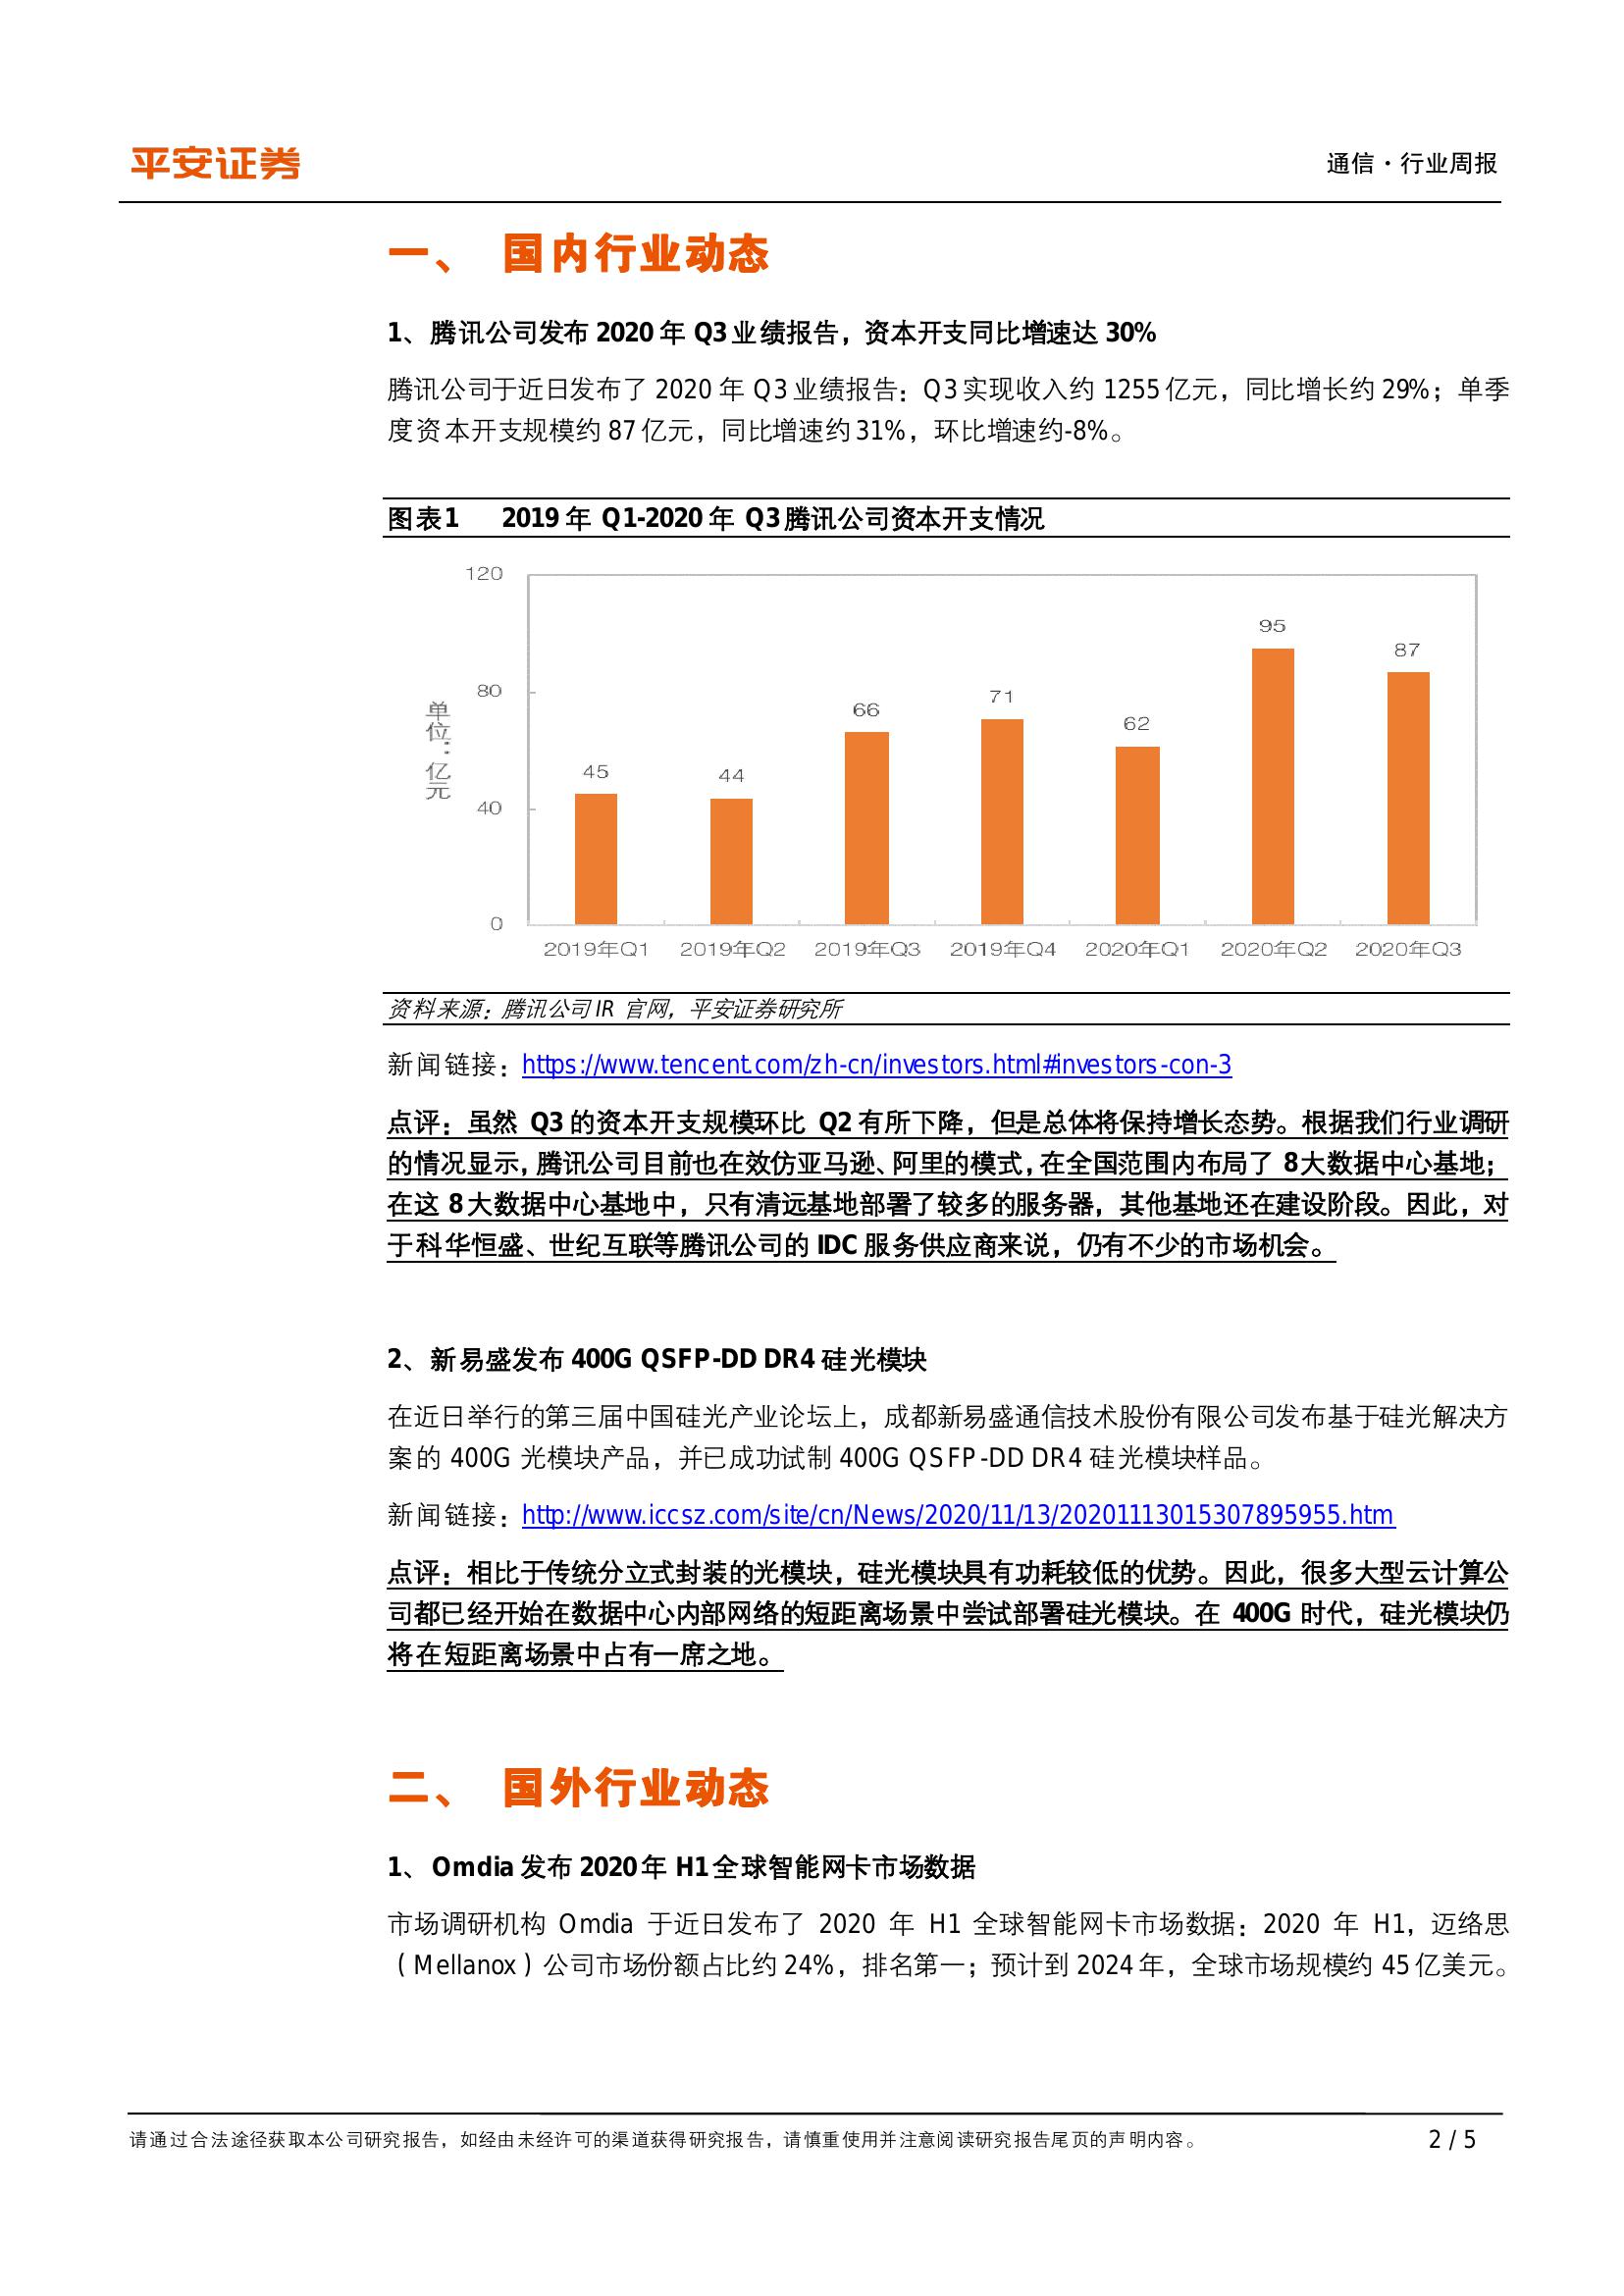 平安证券
通信·行业周报
一、 国内行业动态
1、腾讯公司发布 2020 年 Q3 业绩报告，资本开支同比增速达 30%
腾讯公司于近日发布了 2020 年 Q3 业绩报告：Q3 实现收入约 1255 亿元，同比增长约 29%；单季
度资本开支规模约 87 亿元，同比增速约 31%，环比增速约-8%。
图表1 2019 年 Q1-2020 年 Q3 腾讯公司资本开支情况
单位：亿元
120
80
40
0
45
44
66
71
62
95
87
2019年Q1 2019年Q2 2019年Q3 2019年Q4 2020年Q1 2020年Q2 2020年Q3
资料来源：腾讯公司 IR 官网，平安证券研究所
新闻链接：https://www.tencent.com/zh-cn/investors.html#investors-con-3
点评：虽然 Q3 的资本开支规模环比 Q2 有所下降，但是总体将保持增长态势。根据我们行业调研
的情况显示，腾讯公司目前也在效仿亚马逊、阿里的模式，在全国范围内布局了 8 大数据中心基地；
在这 8 大数据中心基地中，只有清远基地部署了较多的服务器，其他基地还在建设阶段。因此，对
于科华恒盛、世纪互联等腾讯公司的 IDC 服务供应商来说，仍有不少的市场机会。
2、新易盛发布 400G QSFP-DD DR4 硅光模块
在近日举行的第三届中国硅光产业论坛上，成都新易盛通信技术股份有限公司发布基于硅光解决方
案的 400G 光模块产品，并已成功试制 400G QSFP-DD DR4 硅光模块样品。
新闻链接：http://www.iccsz.com/site/cn/News/2020/11/13/20201113015307895955.htm
点评：相比于传统分立式封装的光模块，硅光模块具有功耗较低的优势。因此，很多大型云计算公
司都已经开始在数据中心内部网络的短距离场景中尝试部署硅光模块。在 400G 时代，硅光模块仍
将在短距离场景中占有一席之地。
二、 国外行业动态
1、Omdia 发布 2020 年 H1 全球智能网卡市场数据
市场调研机构 Omdia 于近日发布了 2020 年 H1 全球智能网卡市场数据：2020 年 H1，迈络思
（Mellanox）公司市场份额占比约 24%，排名第一；预计到 2024 年，全球市场规模约 45 亿美元。
请通过合法途径获取本公司研究报告，如经由未经许可的渠道获得研究报告，请慎重使用并注意阅读研究报告尾页的声明内容。
2 / 5